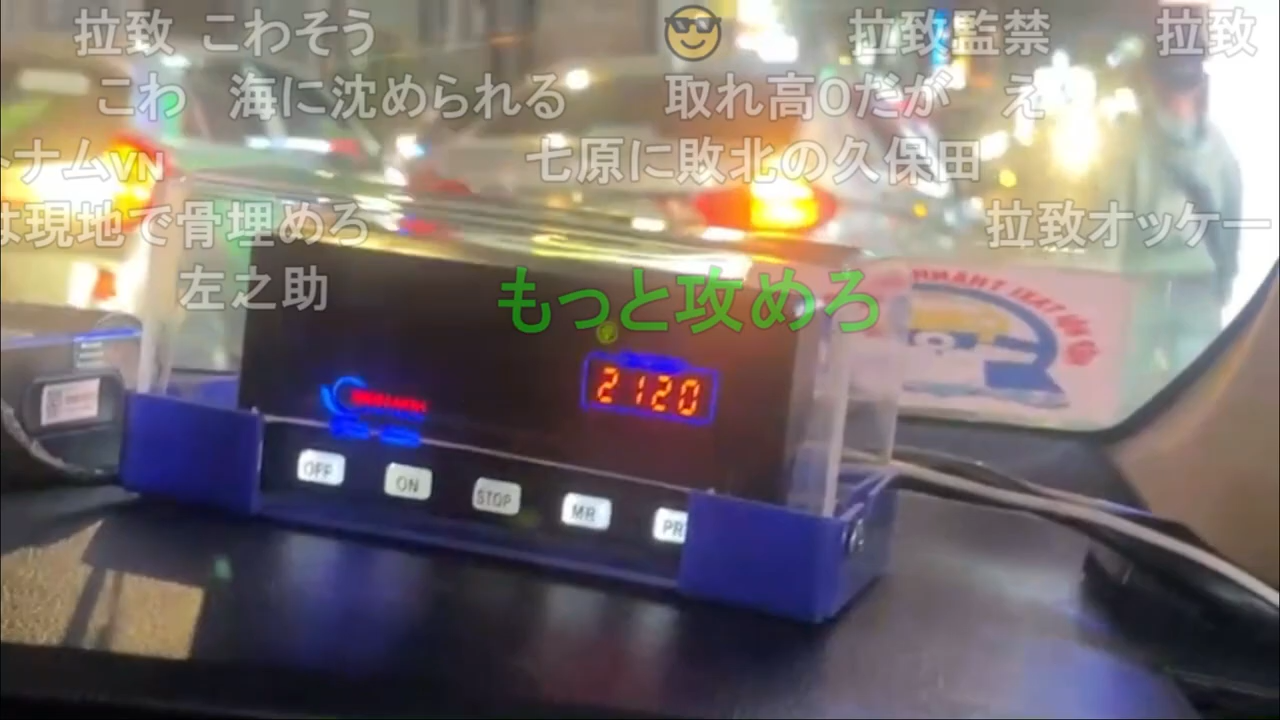 拉致 こわそう 😎 拉致監禁 拉致
こわ 海に沈められる 取れ高0だが え
トナムVN 七原に敗北の久保田
は現地で骨埋めろ 拉致オッケー
左之助 もっと攻めろ
2120
OFF ON STOP MR PR